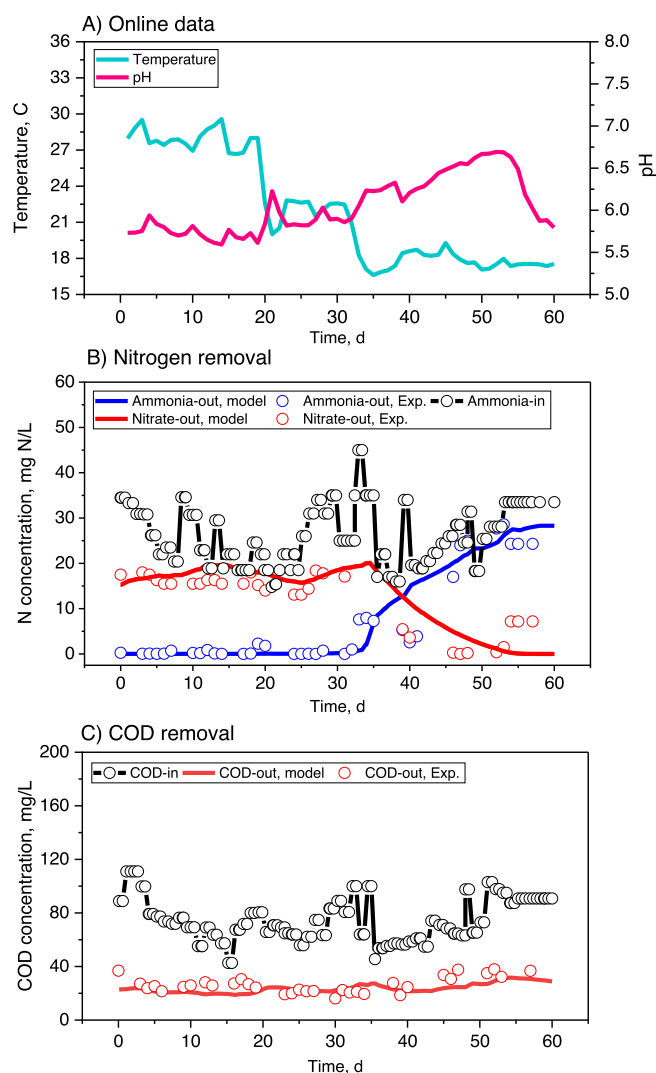 A) Online data
36
33
30
27
24
21
18
15
Temperature, C
Temperature
pH
8.0
7.5
7.0
6.5
6.0
5.5
5.0
pH
0 10 20 30 40 50 60
Time, d
B) Nitrogen removal
60
50
40
30
20
10
0
N concentration, mg N/L
Ammonia-out, model Ammonia-out, Exp. Ammonia-in
Nitrate-out, model Nitrate-out, Exp.
0 10 20 30 40 50 60
Time, d
C) COD removal
200
160
120
80
40
0
COD concentration, mg/L
COD-in COD-out, model COD-out, Exp.
0 10 20 30 40 50 60
Time, d